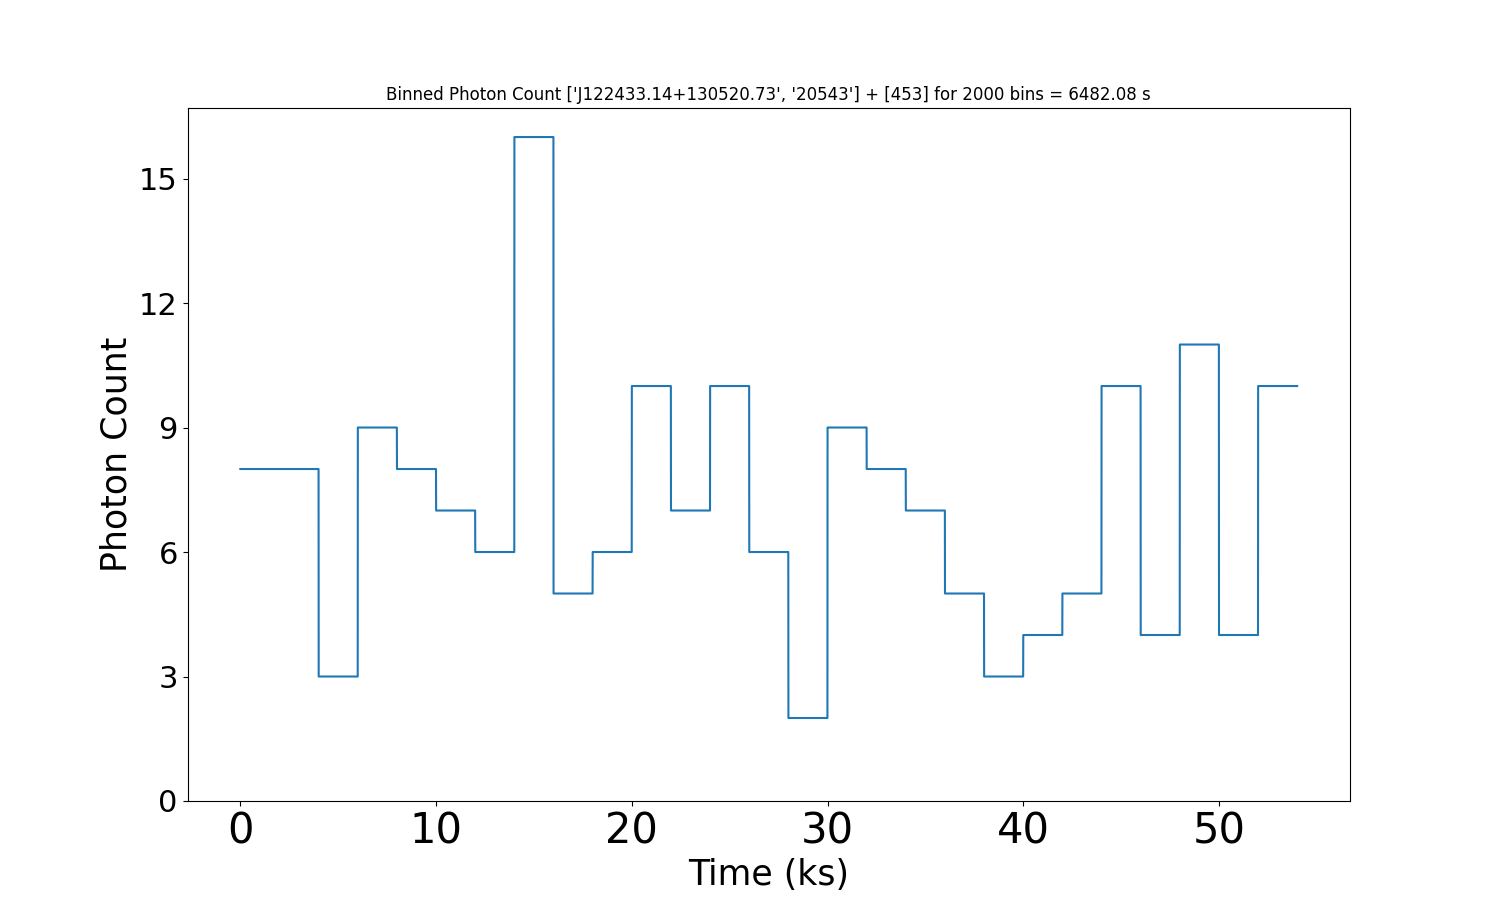 Binned Photon Count ['J122433.14+130520.73', '20543'] + [453] for 2000 bins = 6482.08 s
15
12
9
6
3
0
Photon Count
0 10 20 30 40 50
Time (ks)